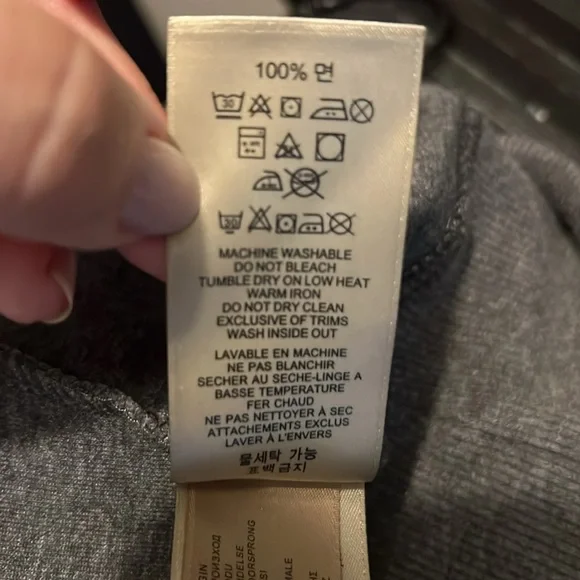 100% 면
30
30
MACHINE WASHABLE
DO NOT BLEACH
TUMBLE DRY ON LOW HEAT
WARM IRON
DO NOT DRY CLEAN
EXCLUSIVE OF TRIMS
WASH INSIDE OUT
LAVABLE EN MACHINE
NE PAS BLANCHIR
SECHER AU SECHE-LINGE A
BASSE TEMPERATURE
FER CHAUD
NE PAS NETTOYER À SEC
ATTACHEMENTS EXCLUS
LAVER À L'ENVERS
물세탁 가능
표백금지